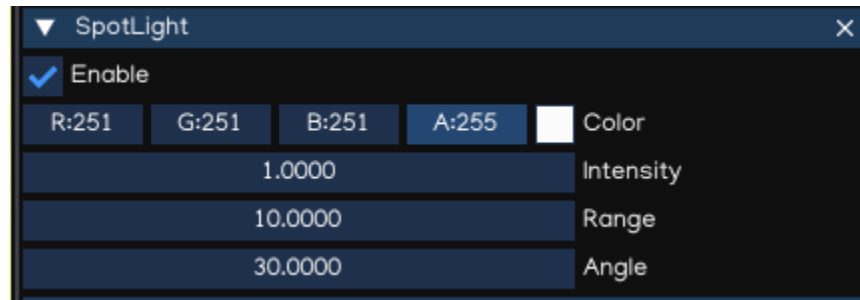 SpotLight
Enable
R:251 G:251 B:251 A:255 Color
1.0000 Intensity
10.0000 Range
30.0000 Angle